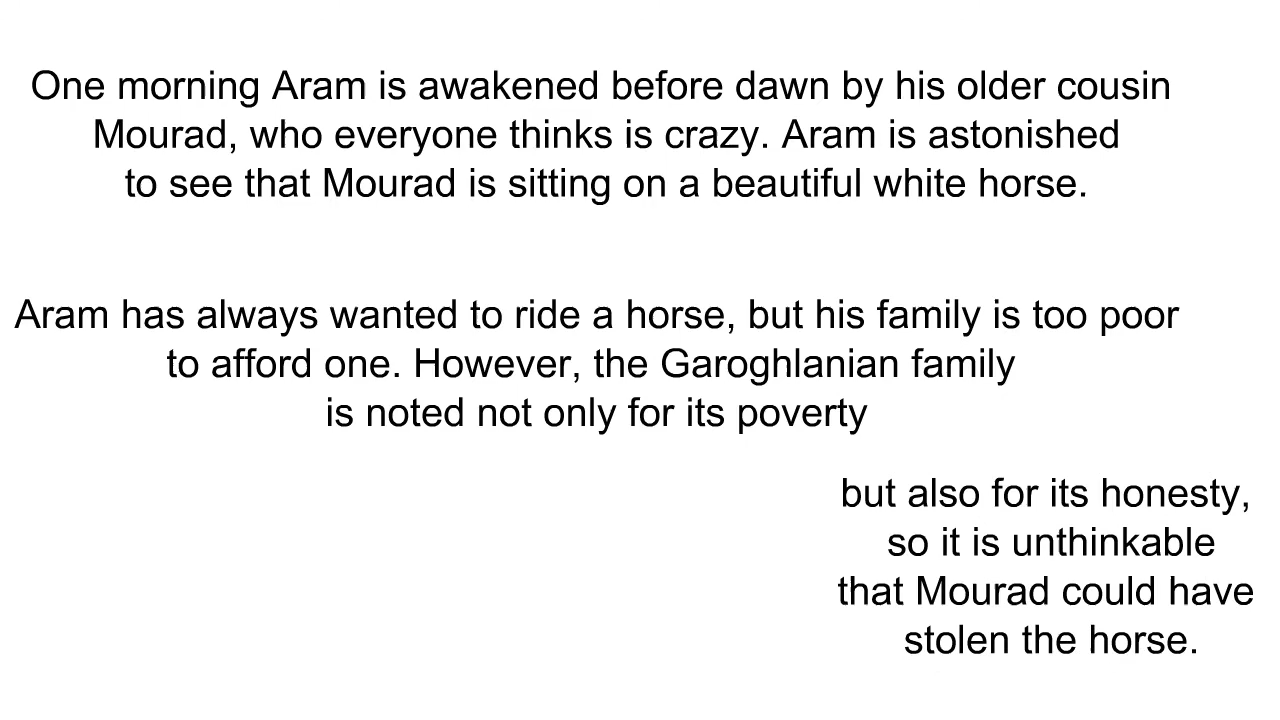 One morning Aram is awakened before dawn by his older cousin
Mourad, who everyone thinks is crazy. Aram is astonished
to see that Mourad is sitting on a beautiful white horse.
Aram has always wanted to ride a horse, but his family is too poor
to afford one. However, the Garoghlanian family
is noted not only for its poverty
but also for its honesty,
so it is unthinkable
that Mourad could have
stolen the horse.